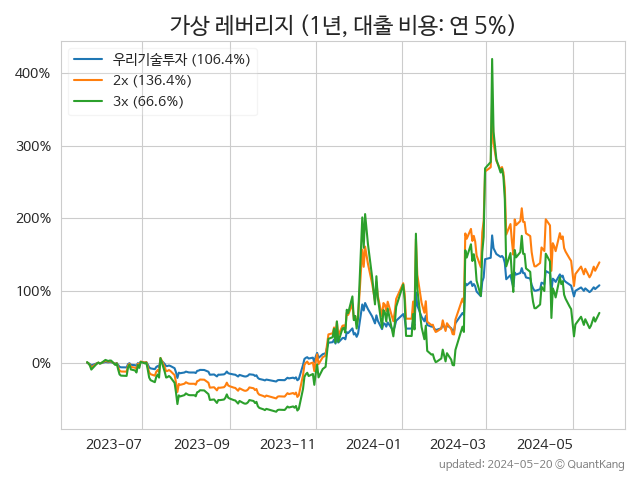 가상 레버리지 (1년, 대출 비용: 연 5%)
우리기술투자 (106.4%)
2x (136.4%)
3x (66.6%)
400%
300%
200%
100%
0%
2023-07
2023-09
2023-11
2024-01
2024-03
2024-05
updated: 2024-05-20 © QuantKang